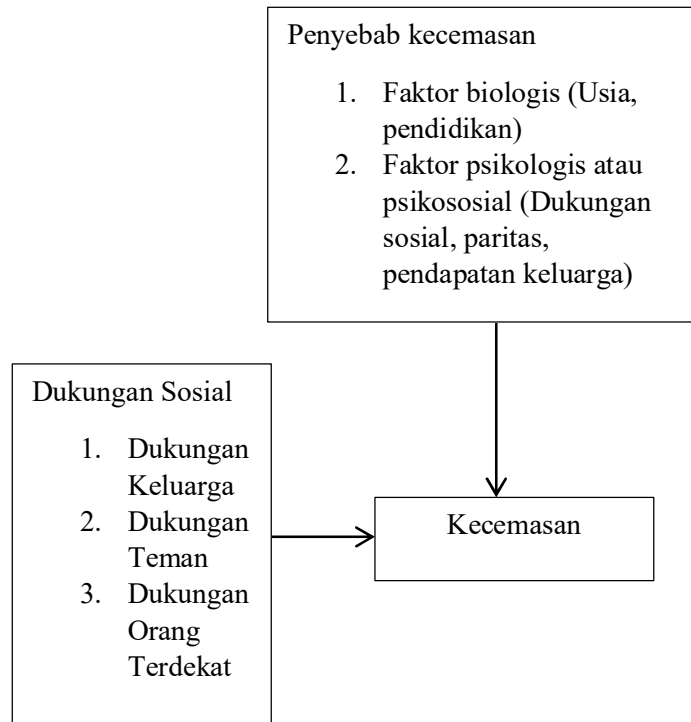 Penyebab kecemasan
1. Faktor biologis (Usia,
pendidikan)
2. Faktor psikologis atau
psikososial (Dukungan
sosial, paritas,
pendapatan keluarga)
Dukungan Sosial
1. Dukungan
Keluarga
2. Dukungan
Teman
3. Dukungan
Orang
Terdekat
Kecemasan